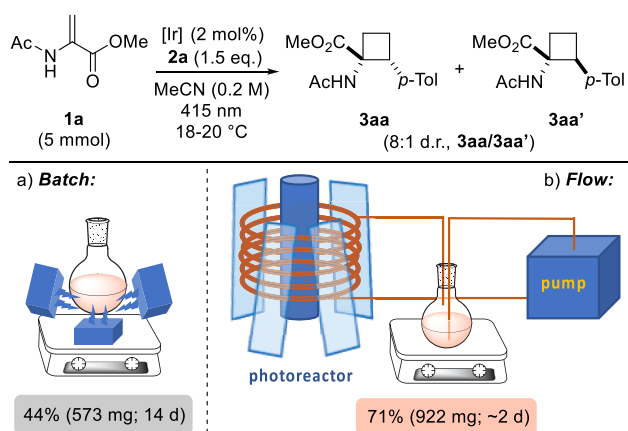 Ac
N
H
OMe
O
1a
(5 mmol)
[Ir] (2 mol%)
2a (1.5 eq.)
MeCN (0.2 M)
415 nm
18-20 °C
MeO₂C
AcHN
p-Tol
3aa
+
MeO₂C
AcHN
p-Tol
3aa'
(8:1 d.r., 3aa/3aa')
a) Batch:
b) Flow:
pump
photoreactor
44% (573 mg; 14 d)
71% (922 mg; ~2 d)